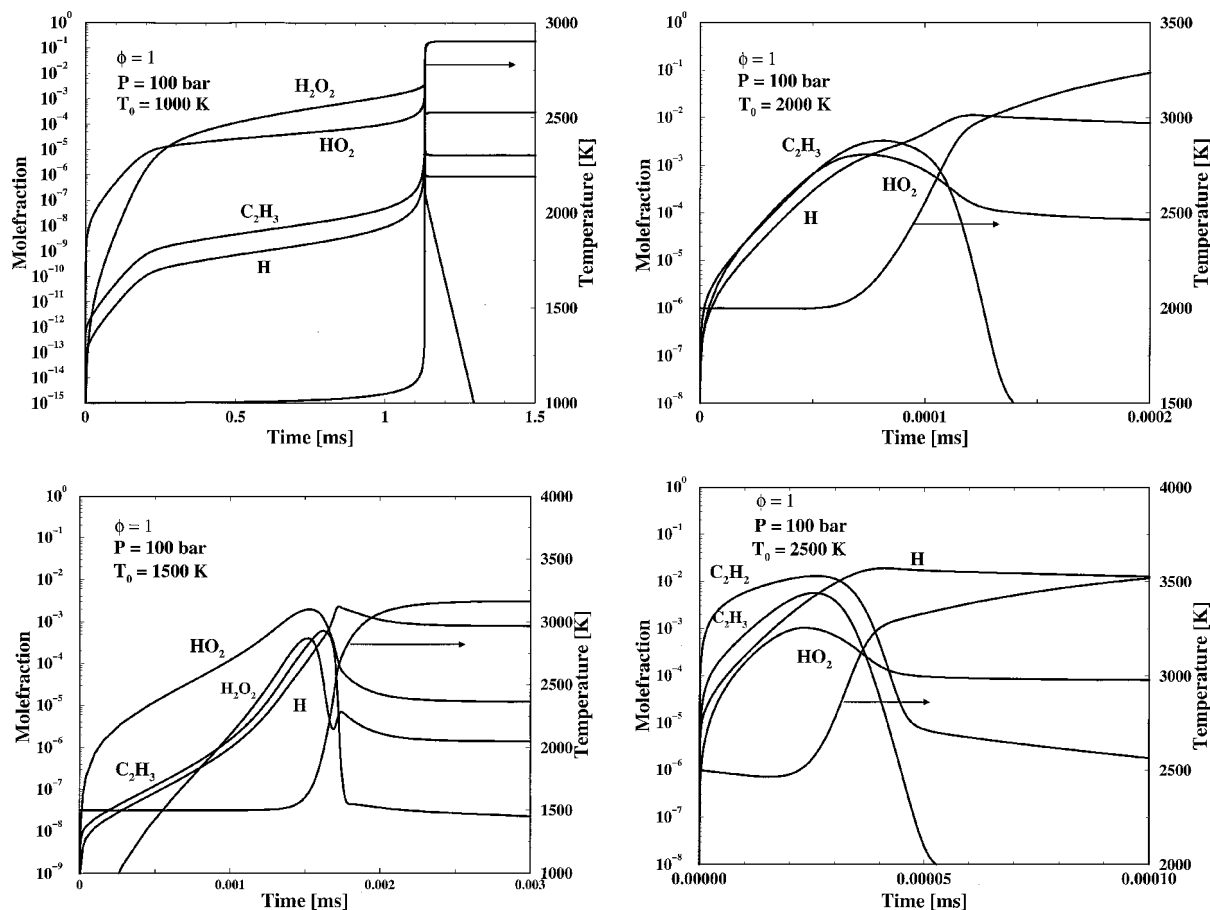 10⁰
10⁻¹
10⁻²
10⁻³
10⁻⁴
10⁻⁵
10⁻⁶
10⁻⁷
10⁻⁸
10⁻⁹
10⁻¹⁰
10⁻¹¹
10⁻¹²
10⁻¹³
10⁻¹⁴
10⁻¹⁵
Molefraction
ϕ = 1
P = 100 bar
T₀ = 1000 K
H₂O₂
HO₂
C₂H₃
H
3000
2500
2000
1500
1000
Temperature [K]
0
0.5
1
1.5
Time [ms]
10⁰
10⁻¹
10⁻²
10⁻³
10⁻⁴
10⁻⁵
10⁻⁶
10⁻⁷
10⁻⁸
Molefraction
ϕ = 1
P = 100 bar
T₀ = 2000 K
C₂H₃
HO₂
H
3500
3000
2500
2000
1500
Temperature [K]
0
0.0001
0.0002
Time [ms]
10⁰
10⁻¹
10⁻²
10⁻³
10⁻⁴
10⁻⁵
10⁻⁶
10⁻⁷
10⁻⁸
10⁻⁹
Molefraction
ϕ = 1
P = 100 bar
T₀ = 1500 K
HO₂
H₂O₂
H
C₂H₃
4000
3500
3000
2500
2000
1500
1000
Temperature [K]
0
0.001
0.002
0.003
Time [ms]
10⁰
10⁻¹
10⁻²
10⁻³
10⁻⁴
10⁻⁵
10⁻⁶
10⁻⁷
10⁻⁸
Molefraction
ϕ = 1
P = 100 bar
T₀ = 2500 K
H
C₂H₂
C₂H₃
HO₂
4000
3500
3000
2500
2000
Temperature [K]
0.00000
0.00005
0.00010
Time [ms]